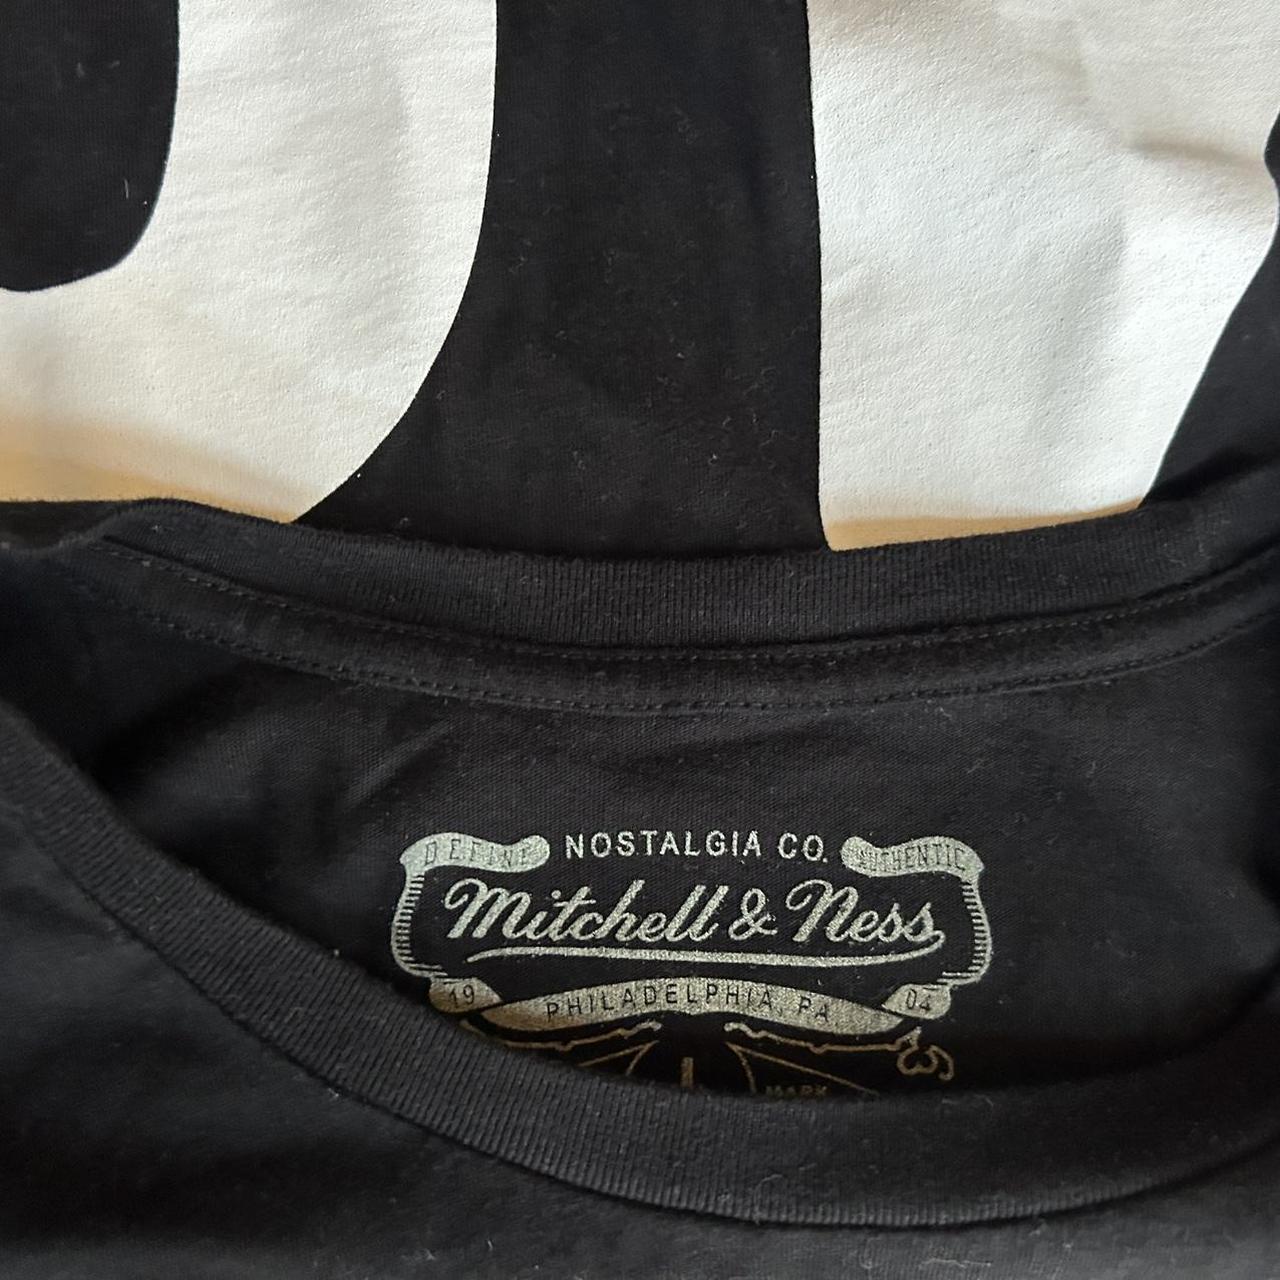 DEFINE NOSTALGIA CO. AUTHENTIC
Mitchell & Ness
19 PHILADELPHIA, PA 04
L
MARK